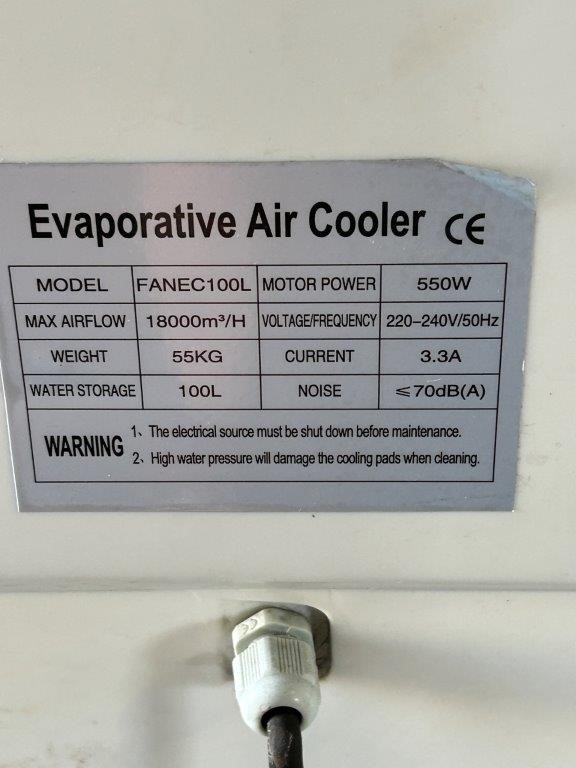 Evaporative Air Cooler CE
MODEL FANEC100L MOTOR POWER 550W
MAX AIRFLOW 18000m³/H VOLTAGE/FREQUENCY 220-240V/50Hz
WEIGHT 55KG CURRENT 3.3A
WATER STORAGE 100L NOISE ≤70dB(A)
WARNING 1、The electrical source must be shut down before maintenance.
2、High water pressure will damage the cooling pads when cleaning.